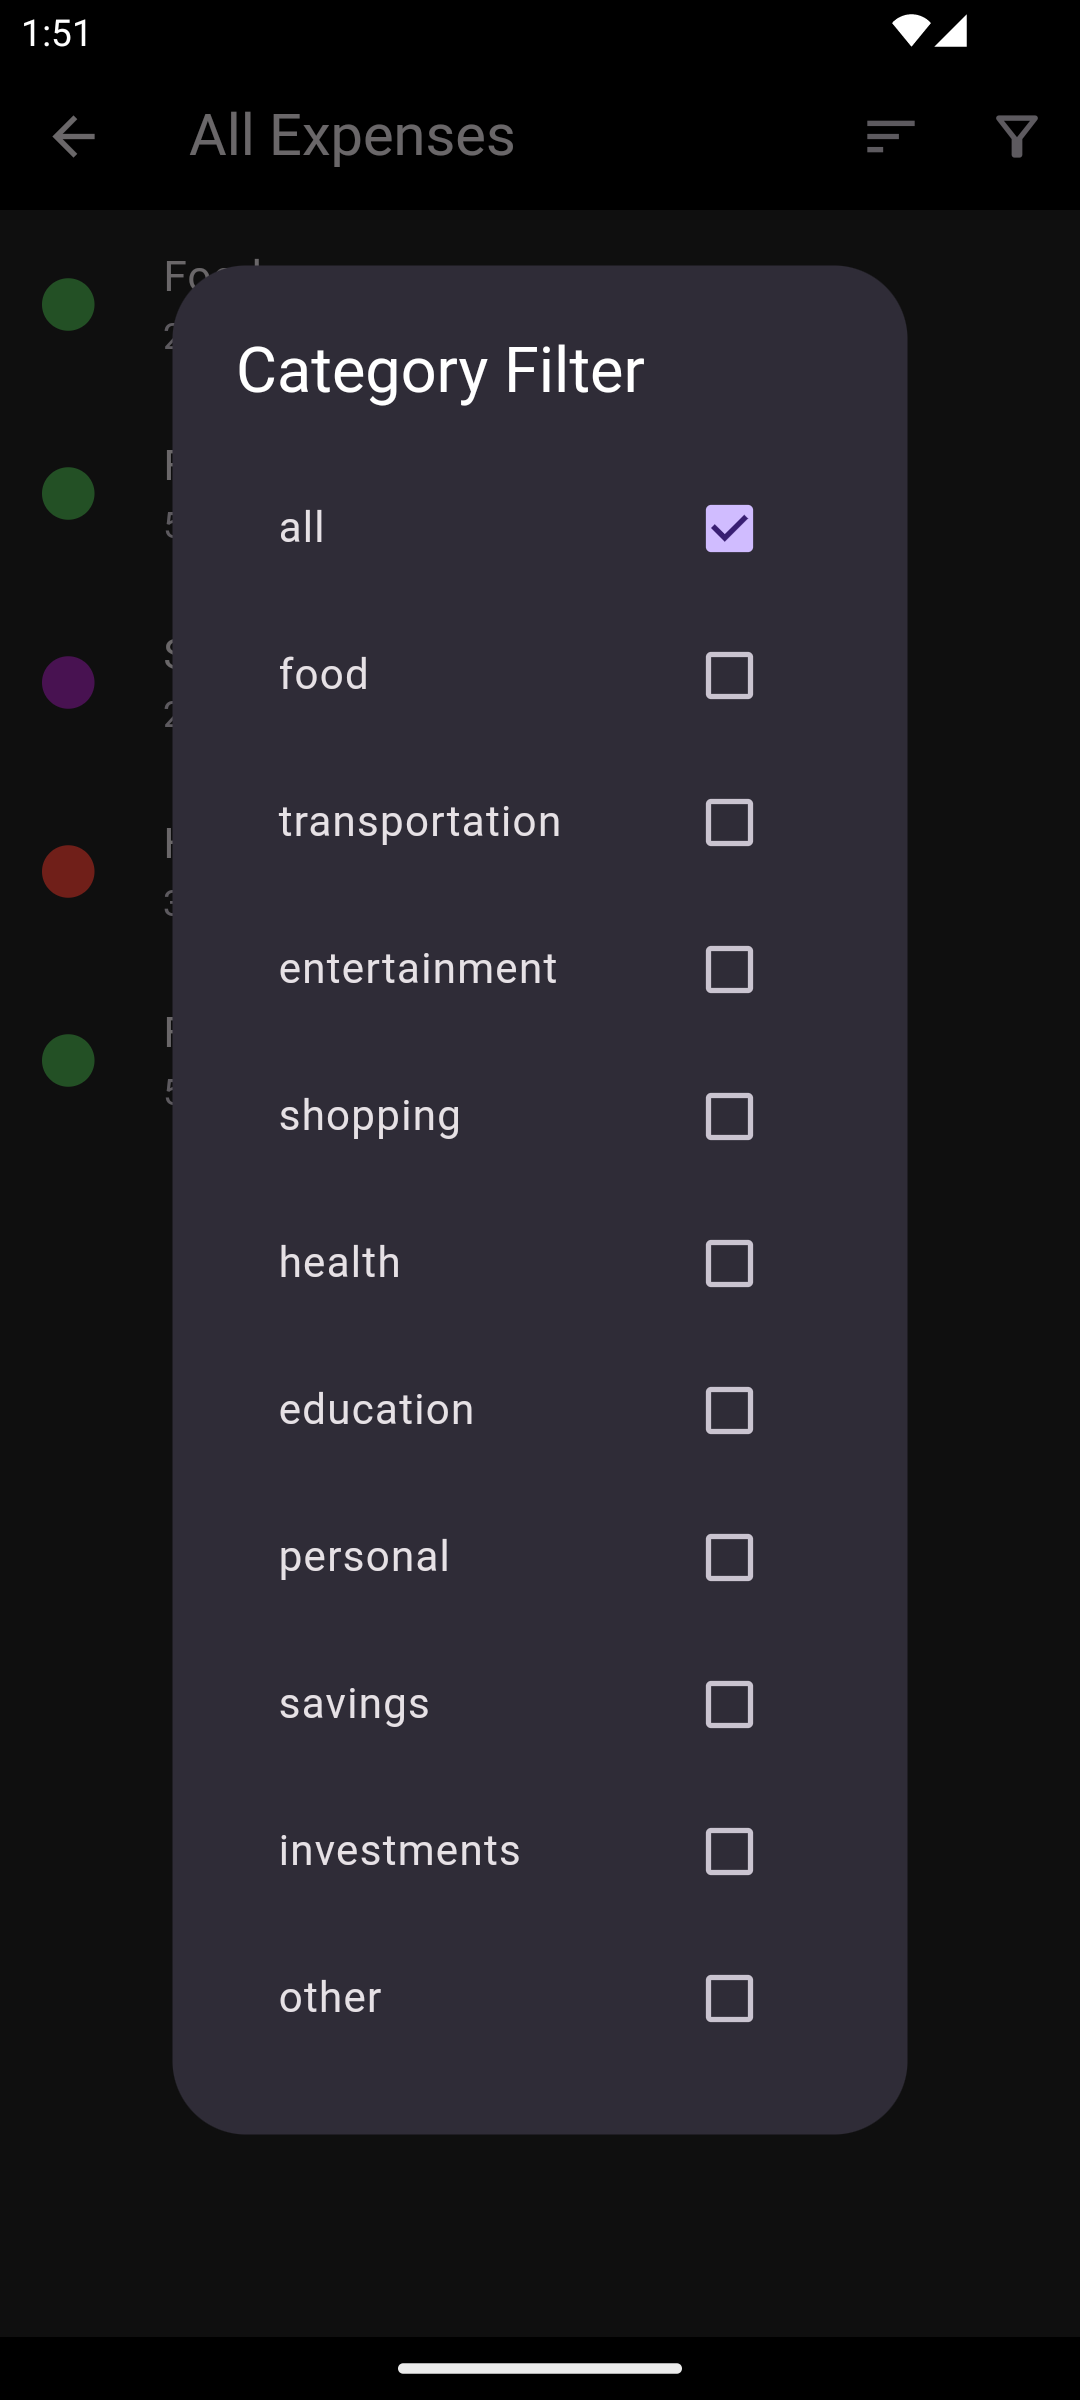 1:51
All Expenses
Category Filter
all
food
transportation
entertainment
shopping
health
education
personal
savings
investments
other